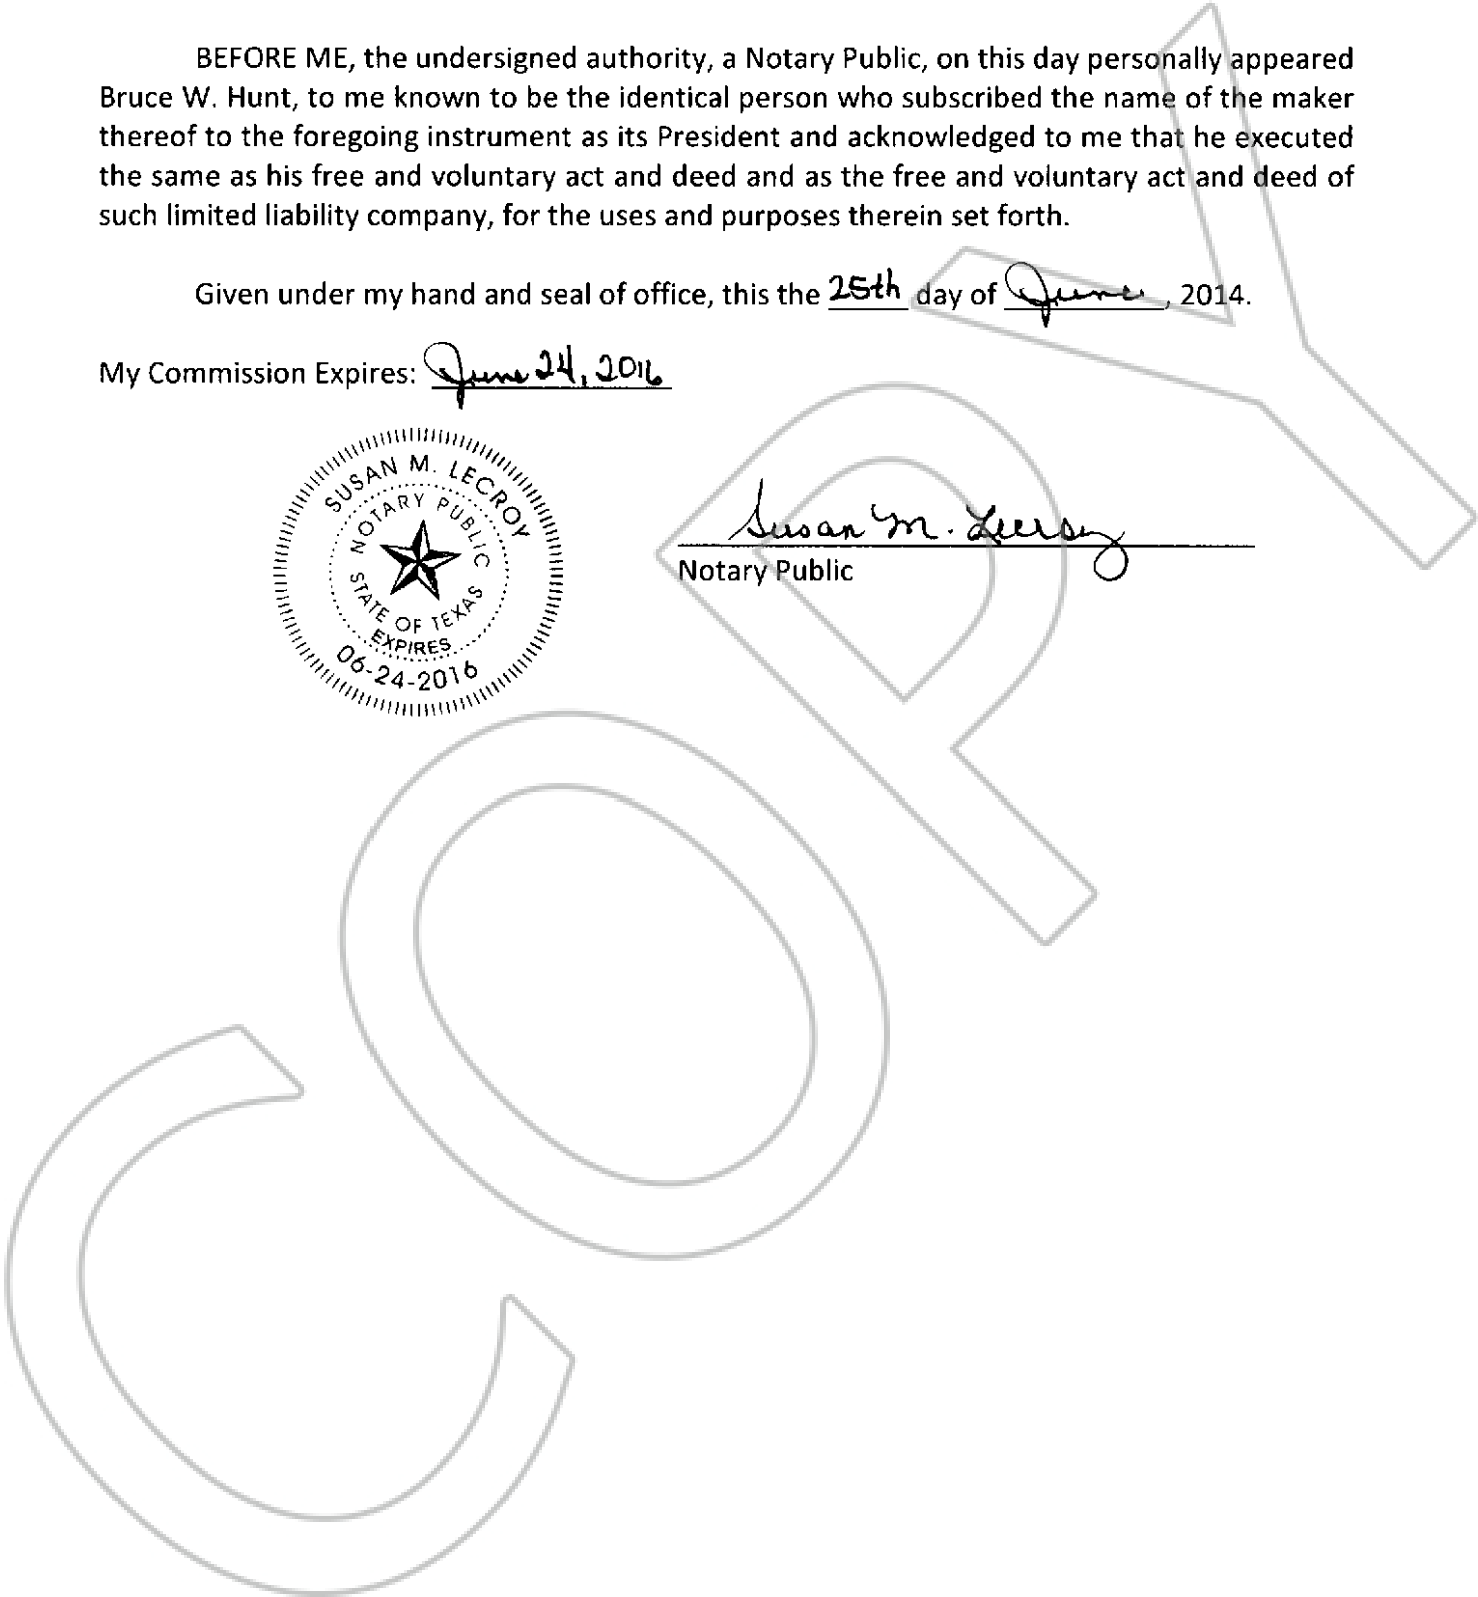 BEFORE ME, the undersigned authority, a Notary Public, on this day personally appeared
Bruce W. Hunt, to me known to be the identical person who subscribed the name of the maker
thereof to the foregoing instrument as its President and acknowledged to me that he executed
the same as his free and voluntary act and deed and as the free and voluntary act and deed of
such limited liability company, for the uses and purposes therein set forth.
Given under my hand and seal of office, this the 25th day of June, 2014.
My Commission Expires: June 24, 2016
SUSAN M. LECROY
NOTARY PUBLIC
STATE OF TEXAS
EXPIRES
06-24-2016
Susan M. Lecroy
Notary Public
COPY